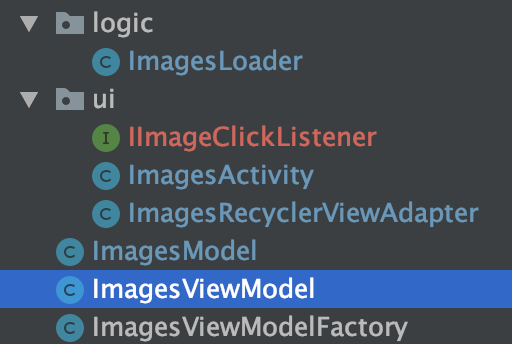 logic
C ImagesLoader
ui
I IImageClickListener
C ImagesActivity
C ImagesRecyclerViewAdapter
C ImagesModel
C ImagesViewModel
C ImagesViewModelFactory